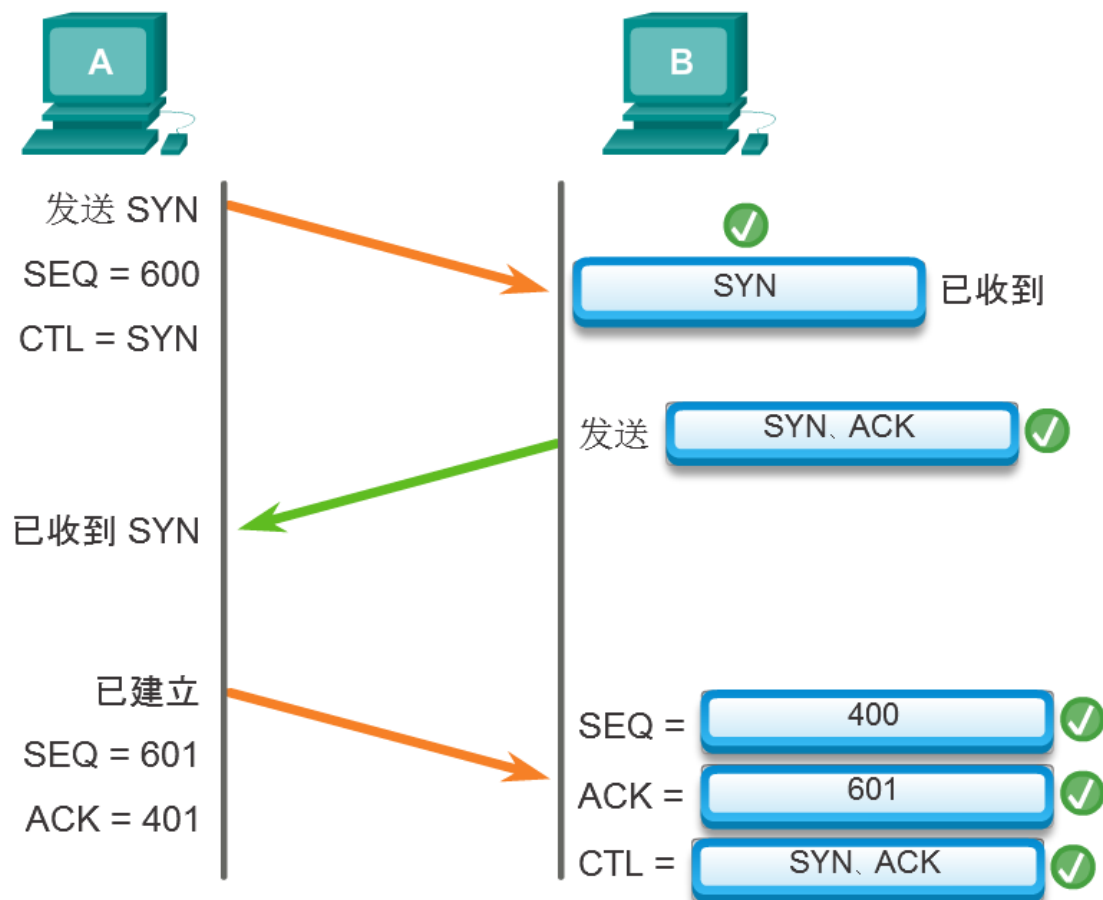 A
B
发送 SYN
SEQ = 600
CTL = SYN
SYN
已收到
发送
SYN、ACK
已收到 SYN
已建立
SEQ = 601
ACK = 401
SEQ =
400
ACK =
601
CTL =
SYN、ACK